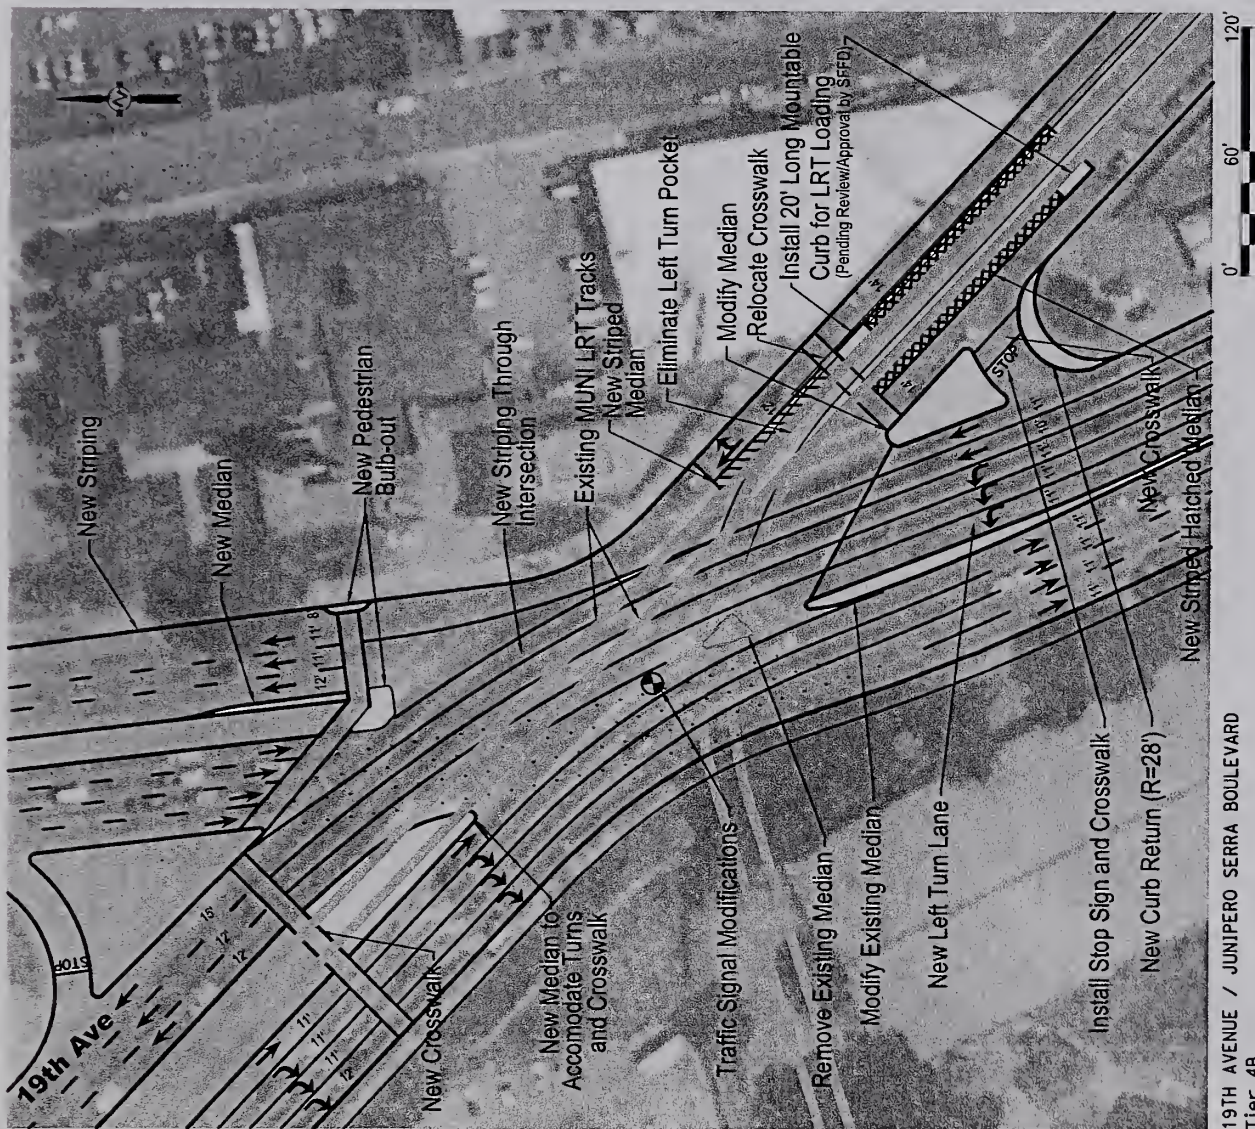 New Striping
New Median
New Pedestrian
Bulb-out
New Striping Through
Intersection
Existing MUNI LRT Tracks
New Striped
Median
Eliminate Left Turn Pocket
Modify Median
Relocate Crosswalk
Install 20' Long Mountable
Curb for LRT Loading
(Pending Review/Approval by SFFD)
12' 11' 11' 8'
14'
STOP
STOP
19th Ave
15'
12'
12'
11'
11'
11'
12'
New Crosswalk
New Median to
Accomodate Turns
and Crosswalk
Traffic Signal Modifications
Remove Existing Median
Modify Existing Median
New Left Turn Lane
Install Stop Sign and Crosswalk
New Curb Return (R=28')
New Crosswalk
New Striped Hatched Median
0' 60' 120'
19TH AVENUE / JUNIPERO SERRA BOULEVARD
Tier 4B